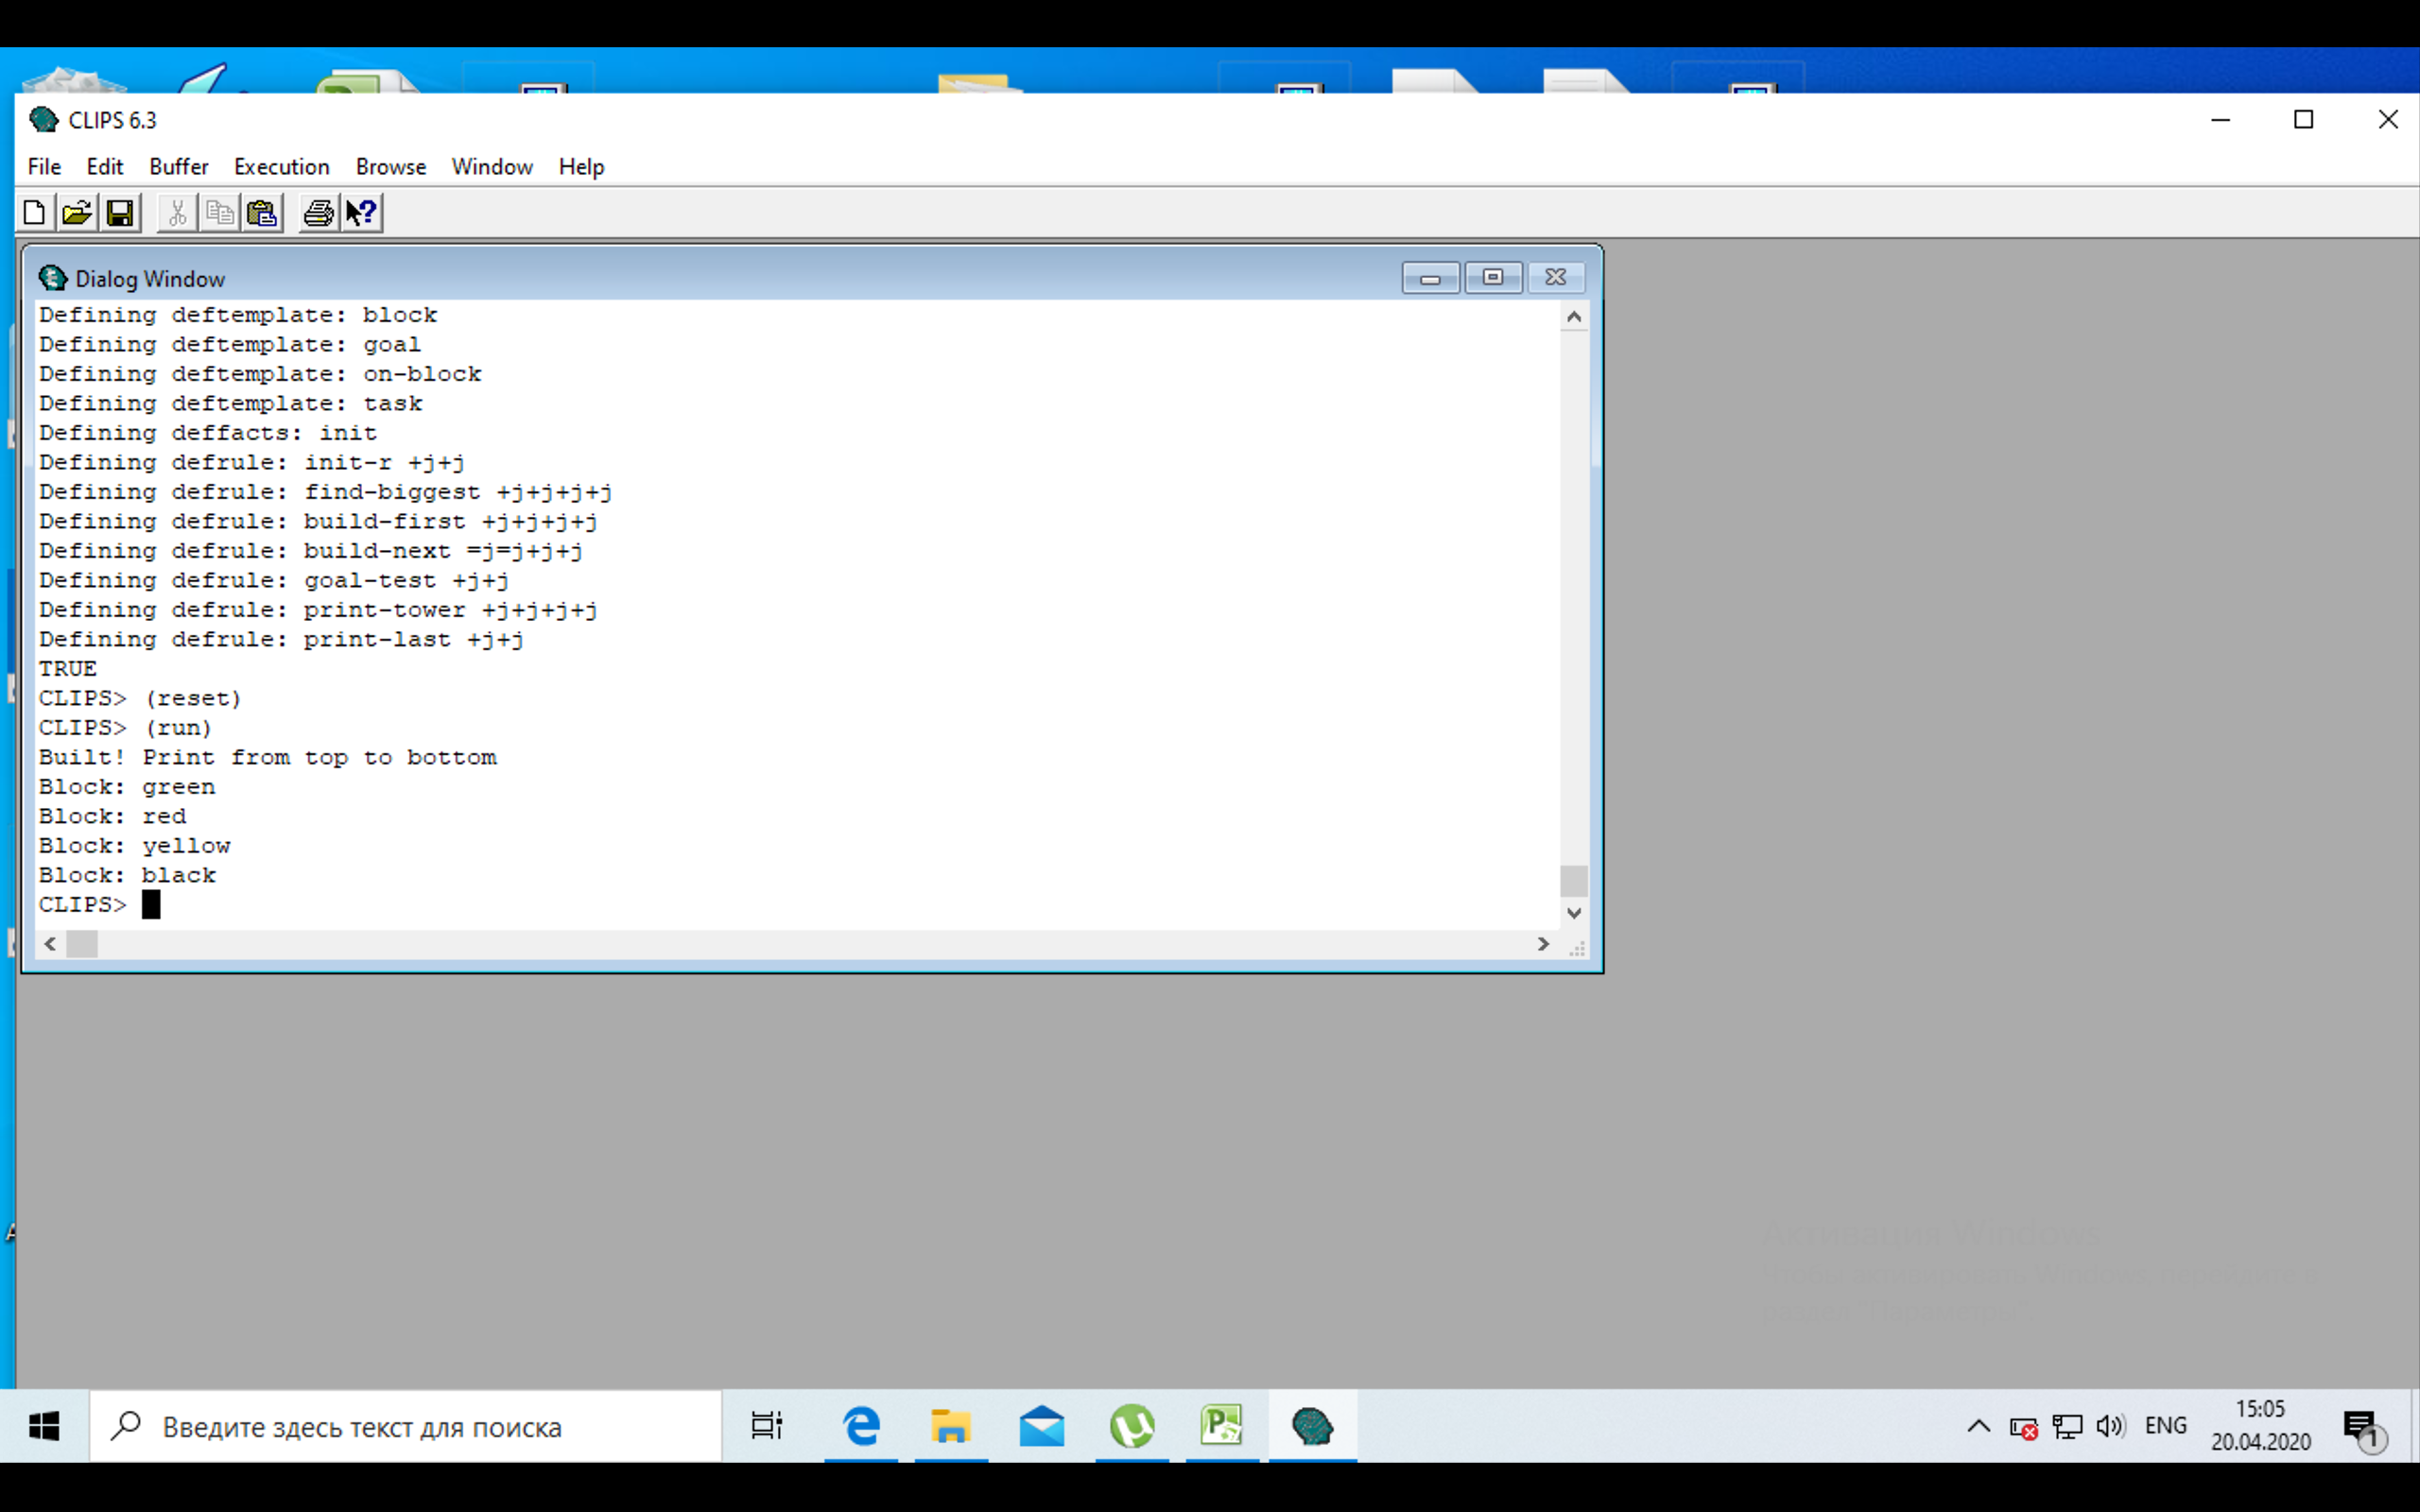 CLIPS 6.3
File Edit Buffer Execution Browse Window Help
Dialog Window
Defining deftemplate: block
Defining deftemplate: goal
Defining deftemplate: on-block
Defining deftemplate: task
Defining deffacts: init
Defining defrule: init-r +j+j
Defining defrule: find-biggest +j+j+j+j
Defining defrule: build-first +j+j+j+j
Defining defrule: build-next =j=j+j+j
Defining defrule: goal-test +j+j
Defining defrule: print-tower +j+j+j+j
Defining defrule: print-last +j+j
TRUE
CLIPS> (reset)
CLIPS> (run)
Built! Print from top to bottom
Block: green
Block: red
Block: yellow
Block: black
CLIPS>
Активация Windows
Введите здесь текст для поиска
ENG
15:05
20.04.2020
1